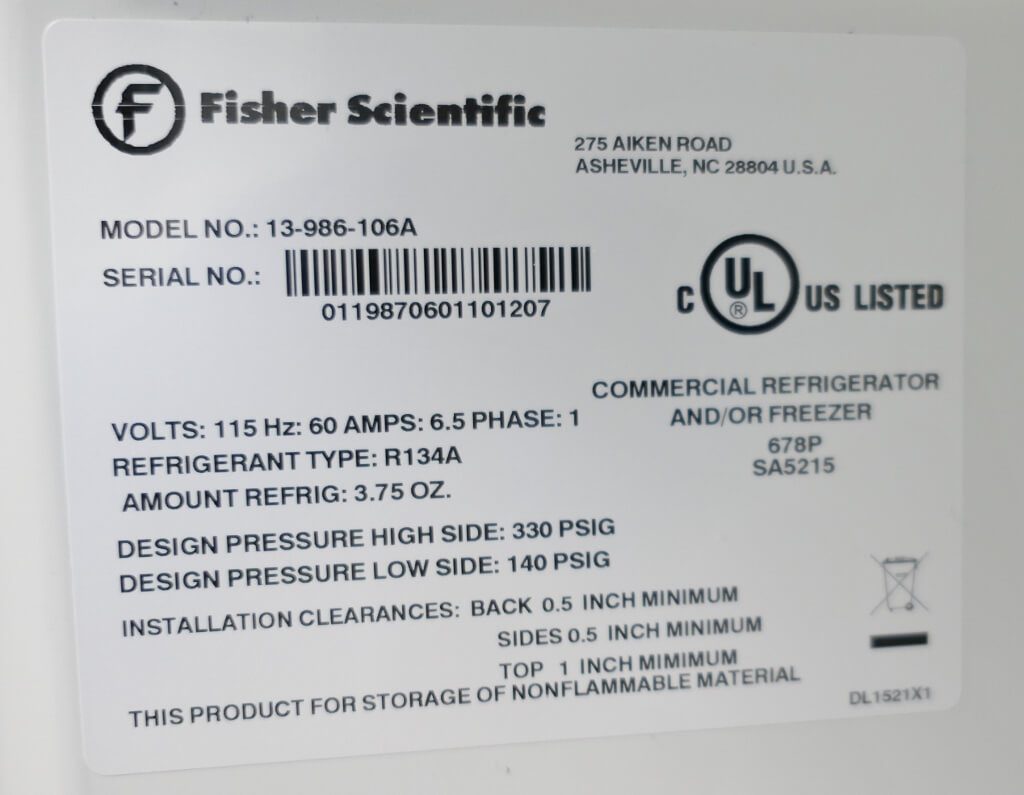 F Fisher Scientific
275 AIKEN ROAD
ASHEVILLE, NC 28804 U.S.A.
MODEL NO.: 13-986-106A
SERIAL NO.:
0119870601101207
C UL ® US LISTED
COMMERCIAL REFRIGERATOR
AND/OR FREEZER
678P
SA5215
VOLTS: 115 Hz: 60 AMPS: 6.5 PHASE: 1
REFRIGERANT TYPE: R134A
AMOUNT REFRIG: 3.75 OZ.
DESIGN PRESSURE HIGH SIDE: 330 PSIG
DESIGN PRESSURE LOW SIDE: 140 PSIG
INSTALLATION CLEARANCES: BACK 0.5 INCH MINIMUM
SIDES 0.5 INCH MINIMUM
TOP 1 INCH MIMIMUM
THIS PRODUCT FOR STORAGE OF NONFLAMMABLE MATERIAL
DL1521X1